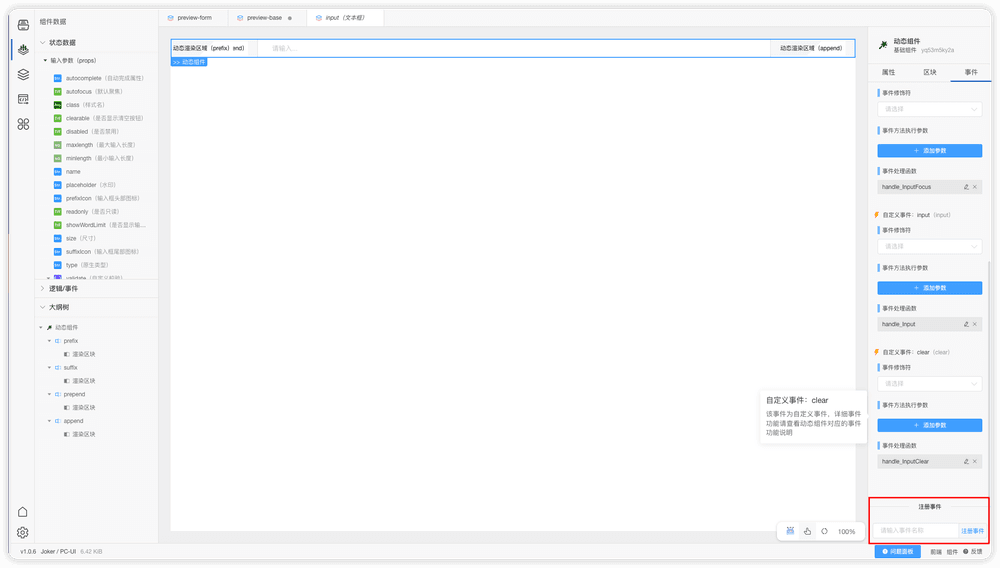 组件数据
preview-form
preview-base
input（文本框）
状态数据
输入参数（props）
autocomplete（自动完成属性）
autofocus（默认聚焦）
class（样式名）
clearable（是否显示清空按钮）
disabled（是否禁用）
maxlength（最大输入长度）
minlength（最小输入长度）
name
placeholder（水印）
prefixIcon（输入框头部图标）
readonly（是否只读）
showWordLimit（是否显示输...
size（尺寸）
suffixIcon（输入框尾部图标）
type（原生类型）
逻辑/事件
大纲树
动态组件
prefix
渲染区块
suffix
渲染区块
prepend
渲染区块
append
渲染区块
动态渲染区域（prefix）
请输入...
动态渲染区域（append）
>> 动态组件
动态组件
基础组件 yq53m5ky2a
属性
区块
事件
事件修饰符
请选择
事件方法执行参数
＋ 添加参数
事件处理函数
handle_InputFocus
自定义事件：input（input）
事件修饰符
请选择
事件方法执行参数
＋ 添加参数
事件处理函数
handle_Input
自定义事件：clear（clear）
事件修饰符
请选择
事件方法执行参数
＋ 添加参数
事件处理函数
handle_InputClear
自定义事件：clear
该事件为自定义事件，详细事件
功能请查看动态组件对应的事件
功能说明
注册事件
请输入事件名称
注册事件
100%
v1.0.6 Joker / PC-UI 6.42 KiB
问题面板
前端 组件 反馈